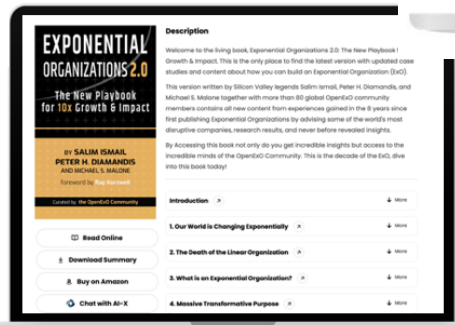 EXPONENTIAL
ORGANIZATIONS 2.0
The New Playbook
for 10x Growth & Impact
BY SALIM ISMAIL
PETER H. DIAMANDIS
AND MICHAEL S. MALONE
foreword by Ray Kurzweil
Curated by the OpenExO Community
Read Online
Download Summary
Buy on Amazon
Chat with AI-X
Description
Welcome to the living book, Exponential Organizations 2.0: The New Playbook !
Growth & Impact. This is the only place to find the latest version with updated case
studies and content about how you can build an Exponential Organization (ExO).
This version written by Silicon Valley legends Salim Ismail, Peter H. Diamandis, and
Michael S. Malone together with more than 80 global OpenExO community
members contains all new content from experiences gained in the 8 years since
first publishing Exponential Organizations by advising some of the world's most
disruptive companies, research results, and never before revealed insights.
By Accessing this book not only do you get incredible insights but access to the
incredible minds of the OpenExO Community. This is the decade of the ExO, dive
into this book today!
Introduction
More
1. Our World is Changing Exponentially
More
2. The Death of the Linear Organization
More
3. What is an Exponential Organization?
More
4. Massive Transformative Purpose
More